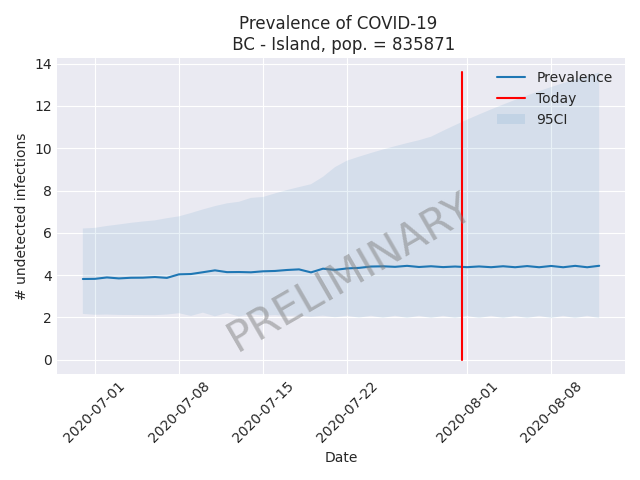 Prevalence of COVID-19
BC - Island, pop. = 835871
# undetected infections
14
12
10
8
6
4
2
0
Prevalence
Today
95CI
PRELIMINARY
2020-07-01
2020-07-08
2020-07-15
2020-07-22
2020-08-01
2020-08-08
Date